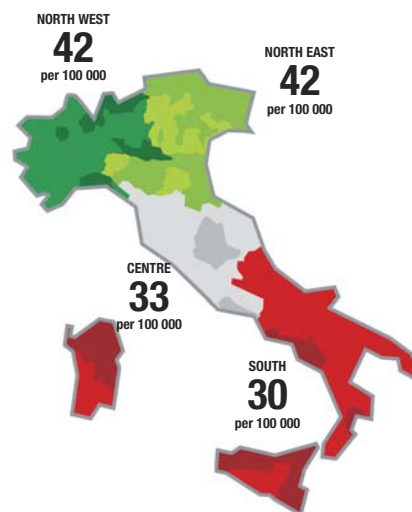 NORTH WEST
42
per 100 000
NORTH EAST
42
per 100 000
CENTRE
33
per 100 000
SOUTH
30
per 100 000